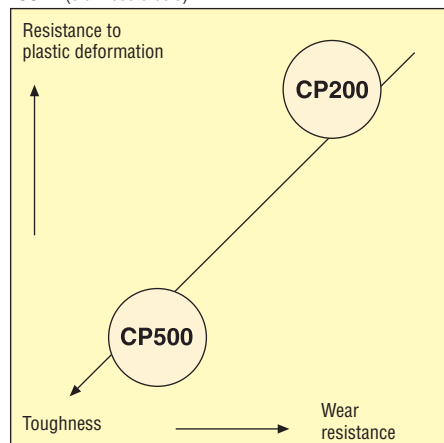 Resistance to
plastic deformation
CP200
CP500
Toughness
Wear
resistance